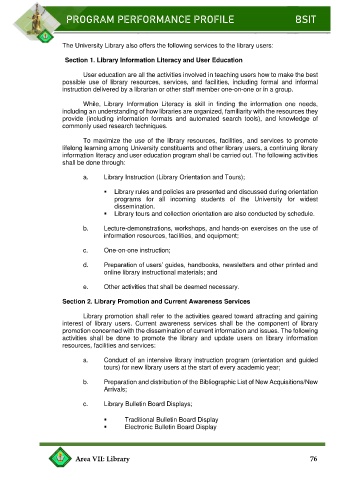 PROGRAM PERFORMANCE PROFILE BSIT
The University Library also offers the following services to the library users:
Section 1. Library Information Literacy and User Education
User education are all the activities involved in teaching users how to make the best
possible use of library resources, services, and facilities, including formal and informal
instruction delivered by a librarian or other staff member one-on-one or in a group.
While, Library Information Literacy is skill in finding the information one needs,
including an understanding of how libraries are organized, familiarity with the resources they
provide (including information formats and automated search tools), and knowledge of
commonly used research techniques.
To maximize the use of the library resources, facilities, and services to promote
lifelong learning among University constituents and other library users, a continuing library
information literacy and user education program shall be carried out. The following activities
shall be done through:
a. Library Instruction (Library Orientation and Tours);
▪ Library rules and policies are presented and discussed during orientation
programs for all incoming students of the University for widest
dissemination.
▪ Library tours and collection orientation are also conducted by schedule.
b. Lecture-demonstrations, workshops, and hands-on exercises on the use of
information resources, facilities, and equipment;
c. One-on-one instruction;
d. Preparation of users' guides, handbooks, newsletters and other printed and
online library instructional materials; and
e. Other activities that shall be deemed necessary.
Section 2. Library Promotion and Current Awareness Services
Library promotion shall refer to the activities geared toward attracting and gaining
interest of library users. Current awareness services shall be the component of library
promotion concerned with the dissemination of current information and issues. The following
activities shall be done to promote the library and update users on library information
resources, facilities and services:
a. Conduct of an intensive library instruction program (orientation and guided
tours) for new library users at the start of every academic year;
b. Preparation and distribution of the Bibliographic List of New Acquisitions/New
Arrivals;
c. Library Bulletin Board Displays;
▪ Traditional Bulletin Board Display
▪ Electronic Bulletin Board Display
Area VII: Library 76